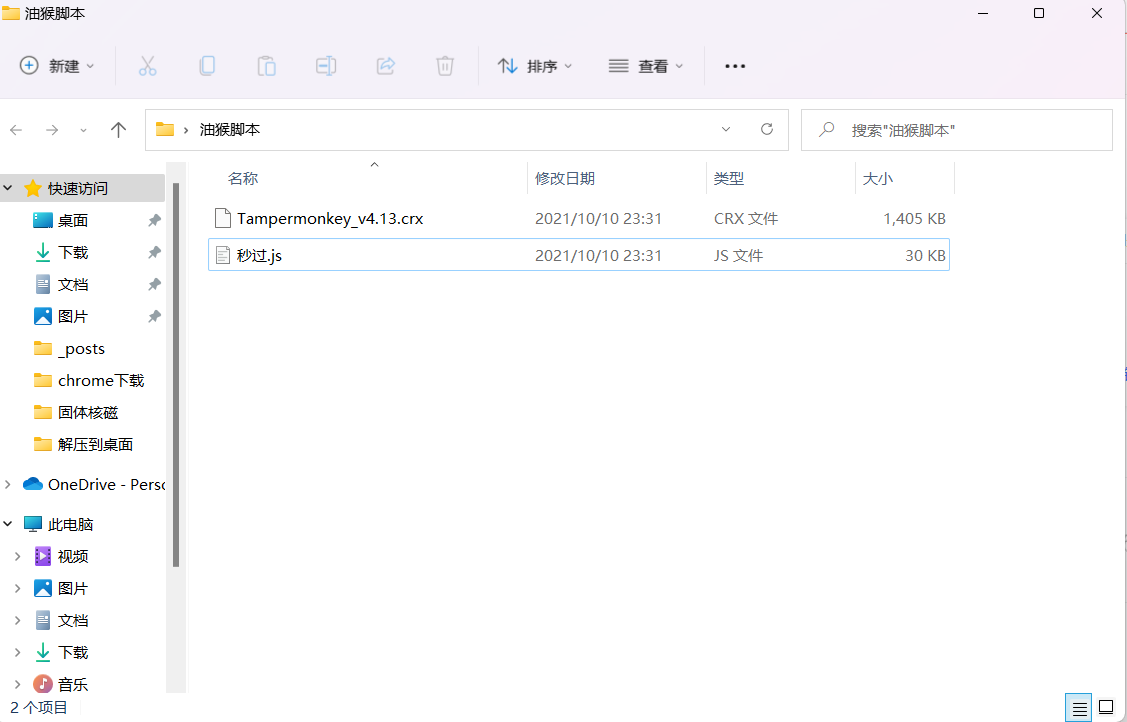 油猴脚本
新建 排序 查看
油猴脚本 搜索"油猴脚本"
名称 修改日期 类型 大小
Tampermonkey_v4.13.crx 2021/10/10 23:31 CRX 文件 1,405 KB
秒过.js 2021/10/10 23:31 JS 文件 30 KB
快速访问
桌面
下载
文档
图片
_posts
chrome下载
固体核磁
解压到桌面
OneDrive - Perso
此电脑
视频
图片
文档
下载
音乐
2 个项目